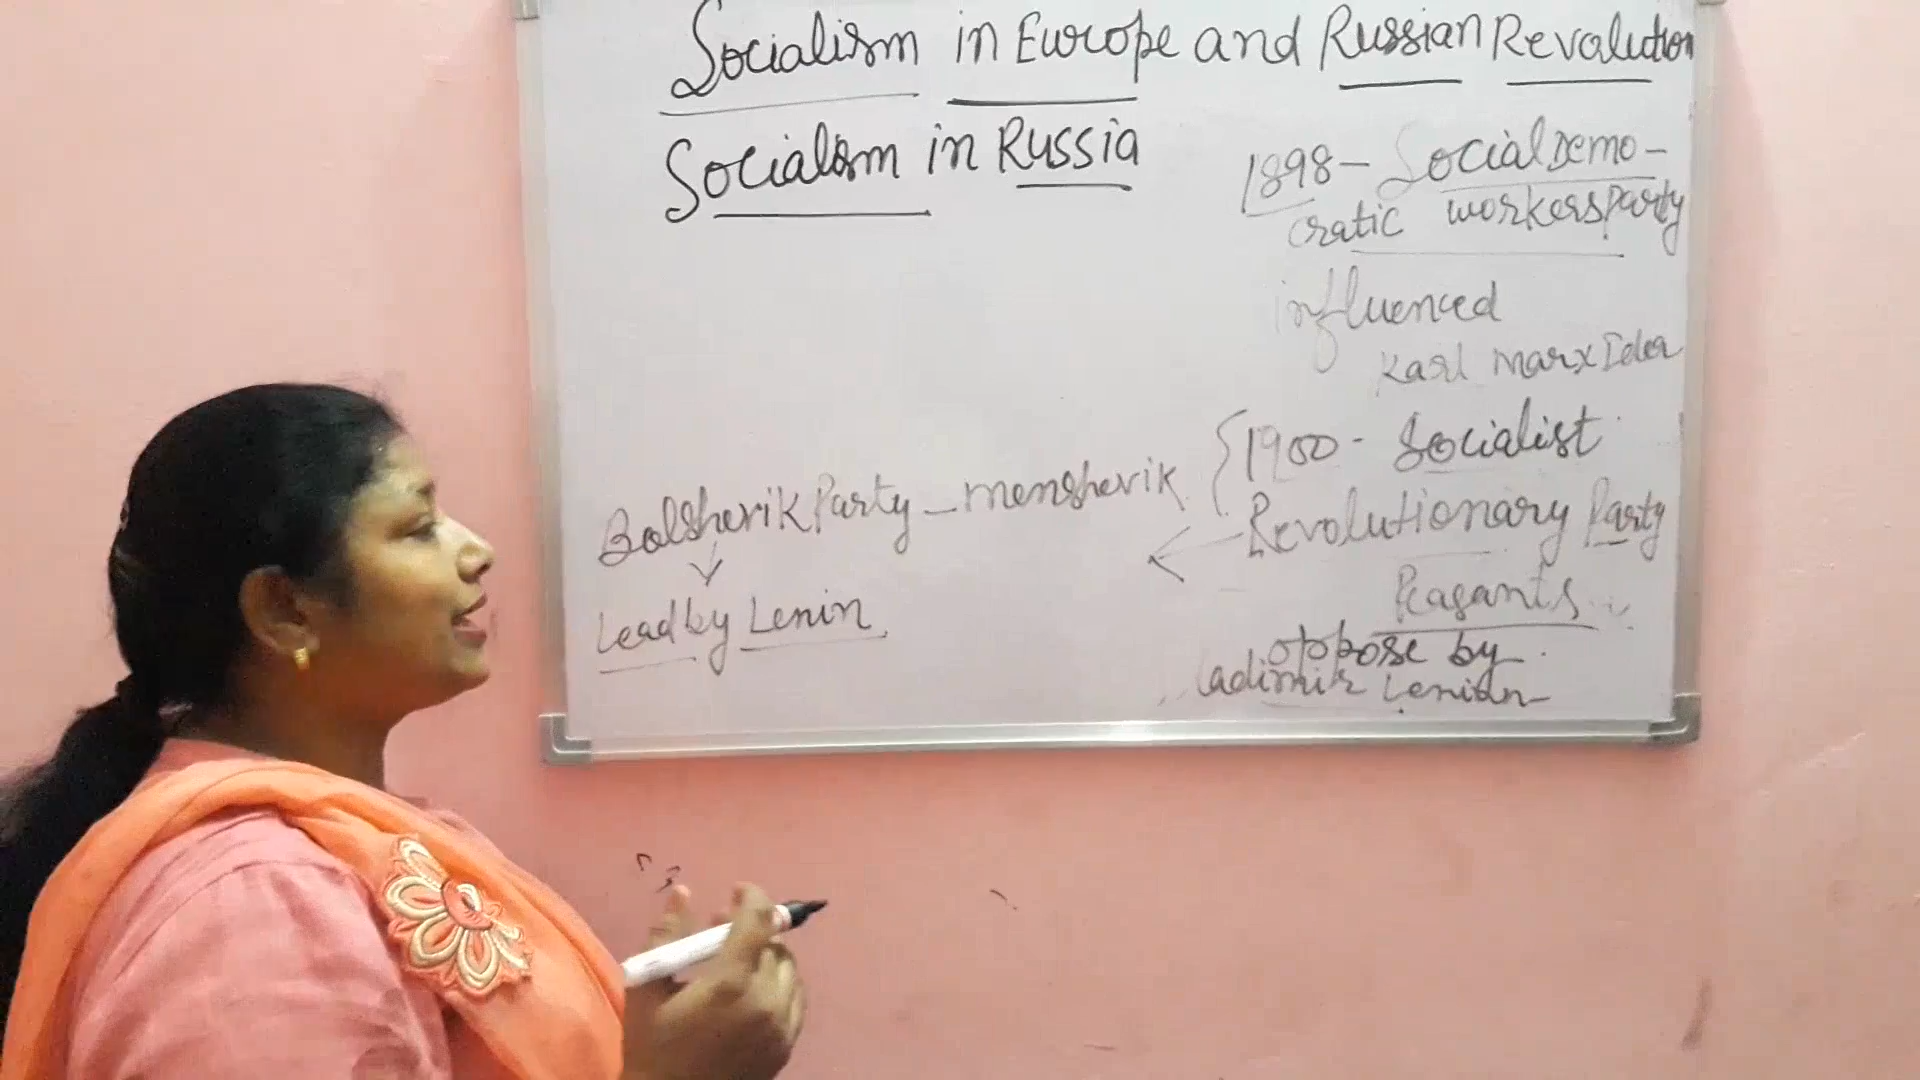 Socialism in Europe and Russian Revolution
Socialism in Russia
1898 - Social Demo-
cratic workers Party
influenced
Karl Marx Idea
{1900 - Socialist
Revolutionary Party
Peasants
oppose by
Ladimir Lenin
Bolshevik Party - menshevik
Lead by Lenin